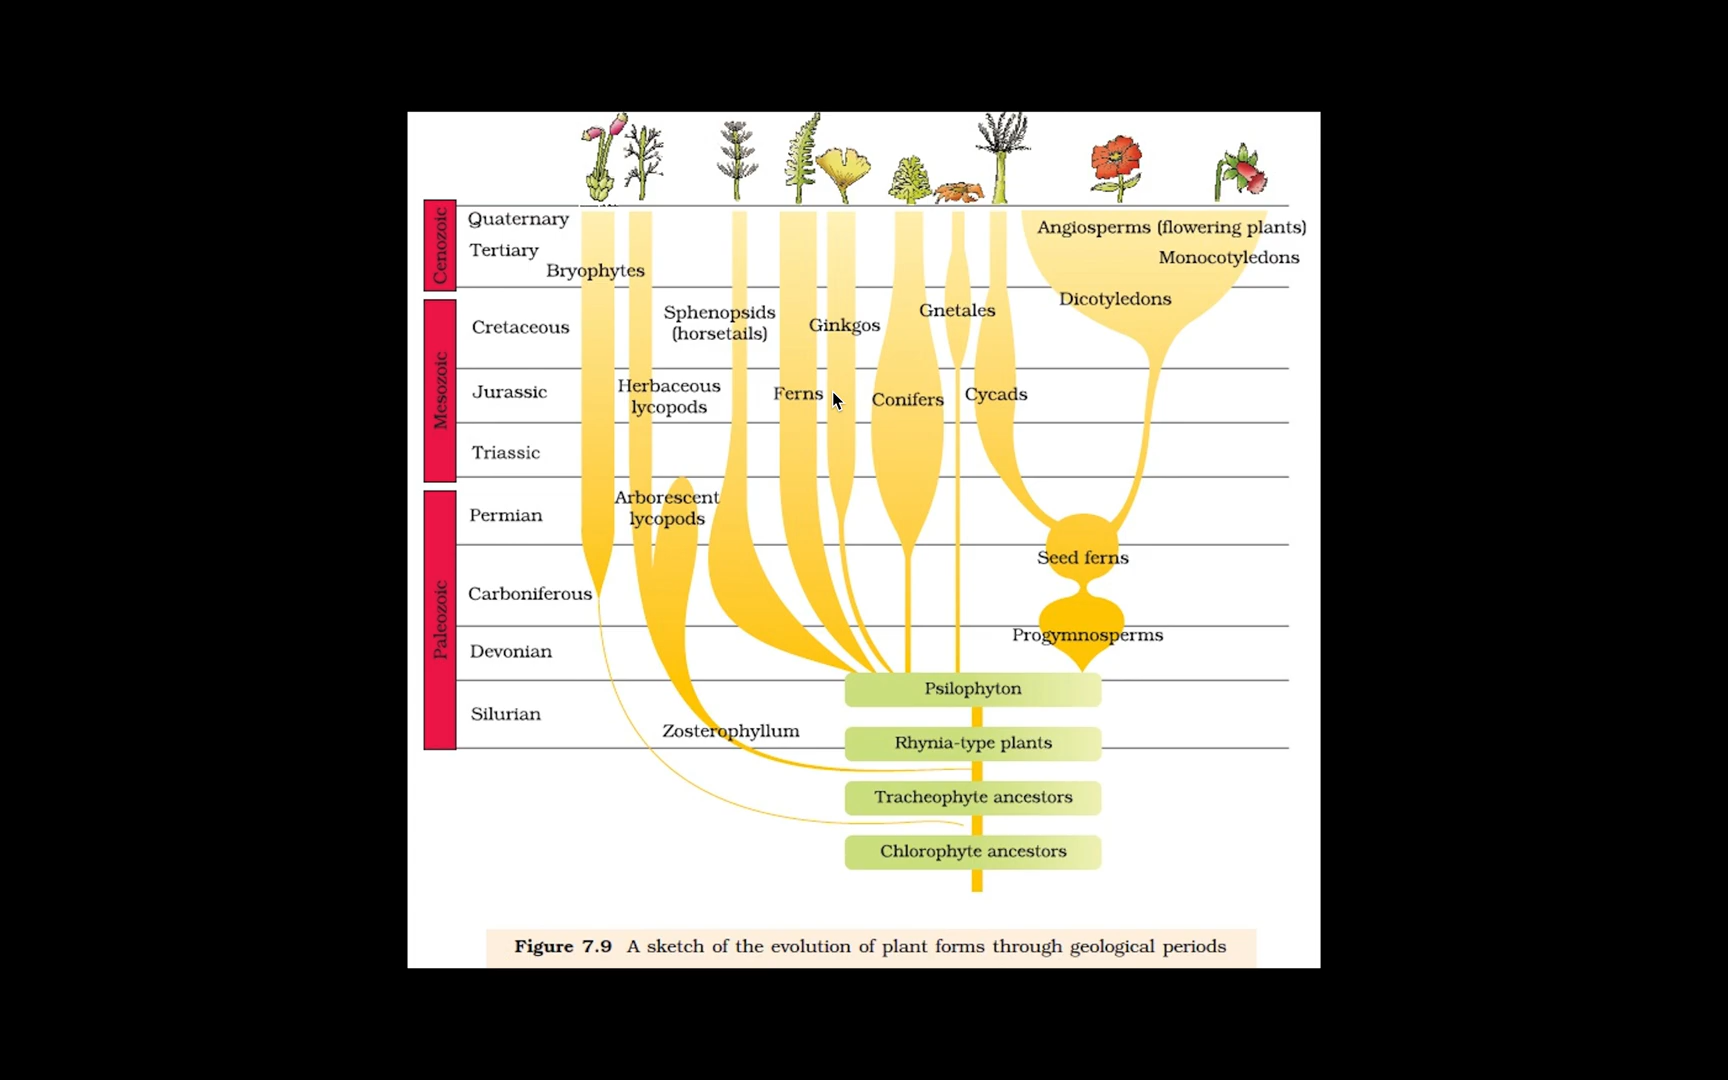 Cenozoic
Quaternary
Tertiary
Bryophytes
Angiosperms (flowering plants)
Monocotyledons
Dicotyledons
Mesozoic
Cretaceous
Sphenopsids
(horsetails)
Ginkgos
Gnetales
Jurassic
Herbaceous
lycopods
Ferns
Conifers
Cycads
Triassic
Paleozoic
Permian
Arborescent
lycopods
Seed ferns
Carboniferous
Progymnosperms
Devonian
Psilophyton
Silurian
Zosterophyllum
Rhynia-type plants
Tracheophyte ancestors
Chlorophyte ancestors
Figure 7.9 A sketch of the evolution of plant forms through geological periods